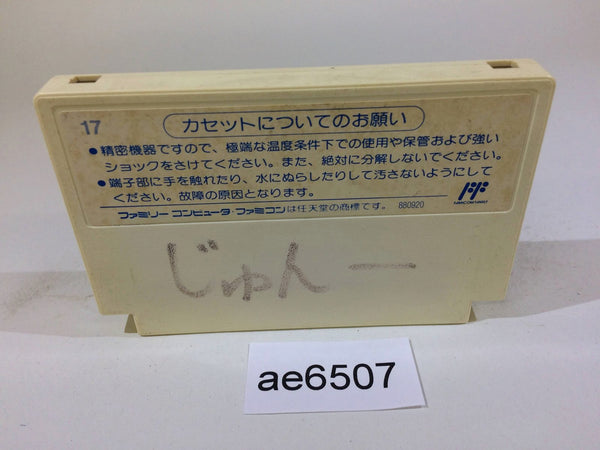 17
カセットについてのお願い
●精密機器ですので、極端な温度条件下での使用や保管および強い
ショックをさけてください。また、絶対に分解しないでください。
●端子部に手を触れたり、水にぬらしたりして汚さないようにして
ください。故障の原因となります。
ファミリーコンピュータ・ファミコンは任天堂の商標です。 880920
FAMICOM FAMILY
じゅん一
ae6507